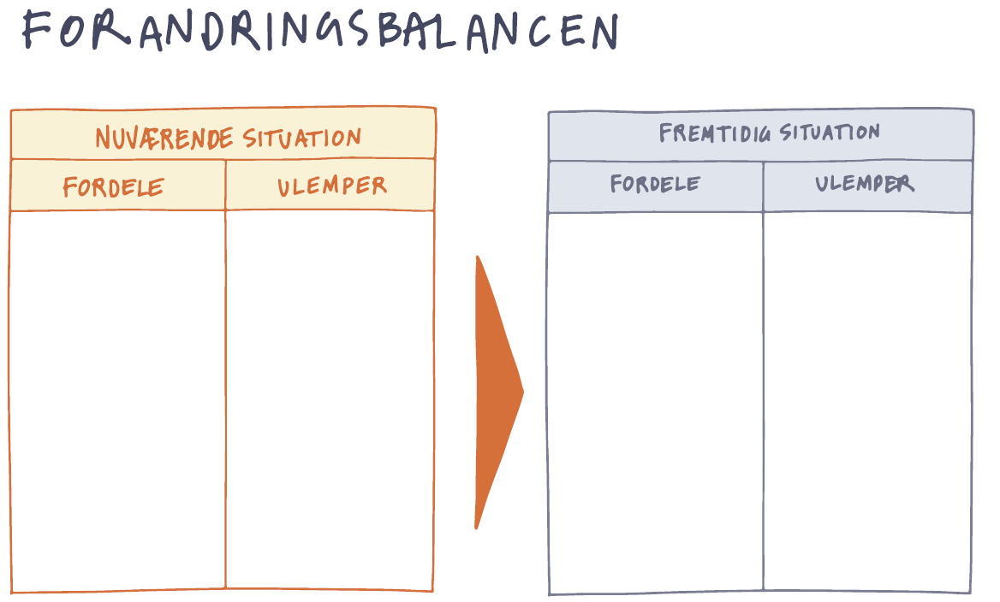 FORANDRINGSBALANCEN
NUVÆRENDE SITUATION
FORDELE ULEMPER
FREMTIDIG SITUATION
FORDELE ULEMPER